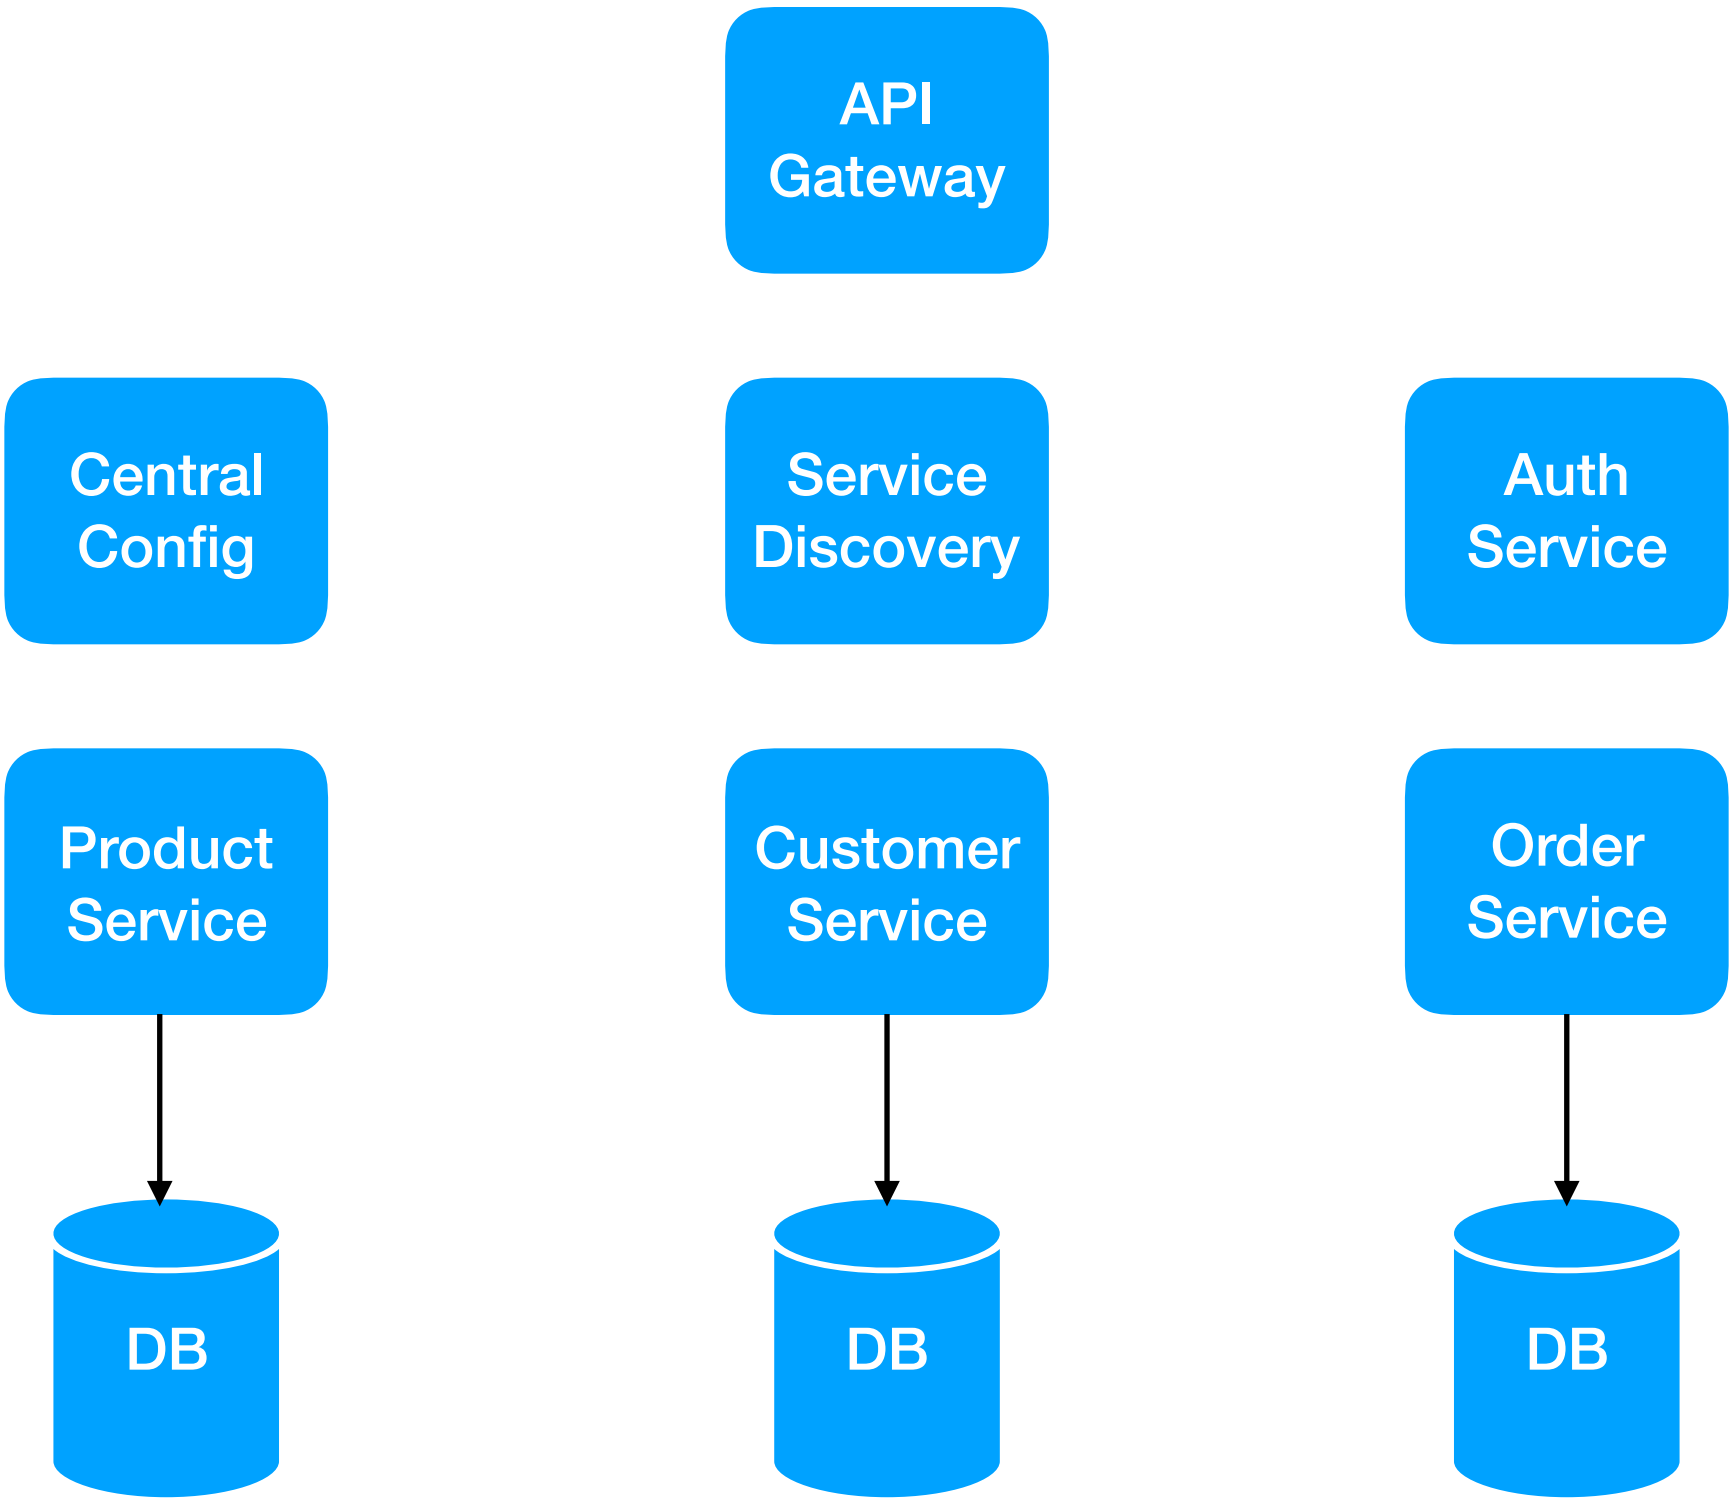 API
Gateway
Central
Config
Service
Discovery
Auth
Service
Product
Service
Customer
Service
Order
Service
DB
DB
DB